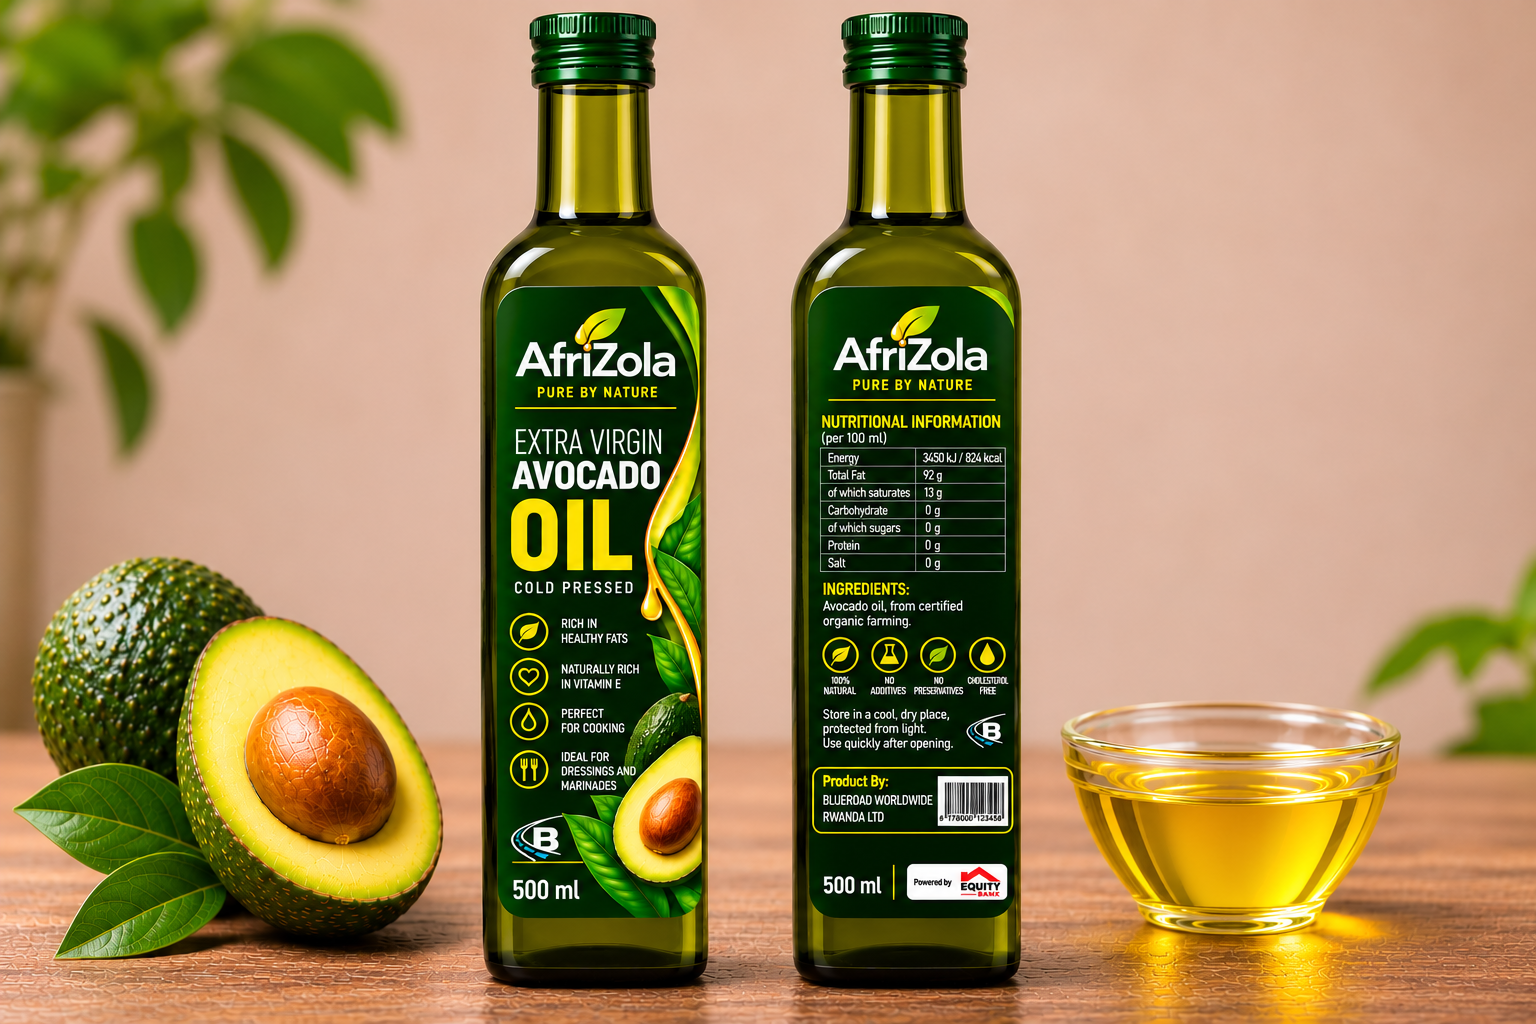 AfriZola
PURE BY NATURE
EXTRA VIRGIN
AVOCADO
OIL
COLD PRESSED
RICH IN
HEALTHY FATS
NATURALLY RICH
IN VITAMIN E
PERFECT
FOR COOKING
IDEAL FOR
DRESSINGS AND
MARINADES
B
500 ml
AfriZola
PURE BY NATURE
NUTRITIONAL INFORMATION
(per 100 ml)
Energy 3450 kJ / 824 kcal
Total Fat 92 g
of which saturates 13 g
Carbohydrate 0 g
of which sugars 0 g
Protein 0 g
Salt 0 g
INGREDIENTS:
Avocado oil, from certified
organic farming.
100% NATURAL
NO ADDITIVES
NO PRESERVATIVES
CHOLESTEROL FREE
Store in a cool, dry place,
protected from light.
Use quickly after opening.
B
Product By:
BLUEROAD WORLDWIDE
RWANDA LTD
6 178000 123456
500 ml
Powered by EQUITY
BANK